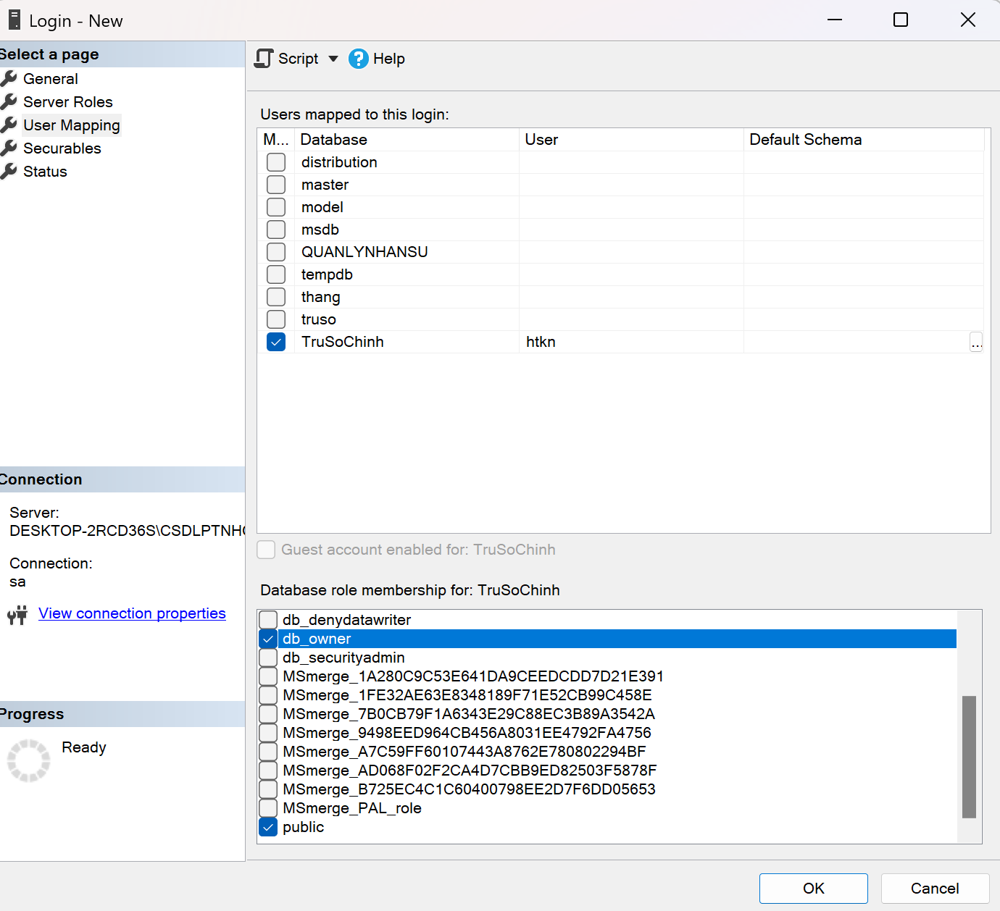 Login - New
Select a page
General
Server Roles
User Mapping
Securables
Status
Connection
Server:
DESKTOP-2RCD36S\CSDLPTNH
Connection:
sa
View connection properties
Progress
Ready
Script
? Help
Users mapped to this login:
M... Database User Default Schema
distribution
master
model
msdb
QUANLYNHANSU
tempdb
thang
truso
TruSoChinh htkn ...
Guest account enabled for: TruSoChinh
Database role membership for: TruSoChinh
db_denydatawriter
db_owner
db_securityadmin
MSmerge_1A280C9C53E641DA9CEEDCDD7D21E391
MSmerge_1FE32AE63E8348189F71E52CB99C458E
MSmerge_7B0CB79F1A6343E29C88EC3B89A3542A
MSmerge_9498EED964CB456A8031EE4792FA4756
MSmerge_A7C59FF60107443A8762E780802294BF
MSmerge_AD068F02F2CA4D7CBB9ED82503F5878F
MSmerge_B725EC4C1C60400798EE2D7F6DD05653
MSmerge_PAL_role
public
OK
Cancel